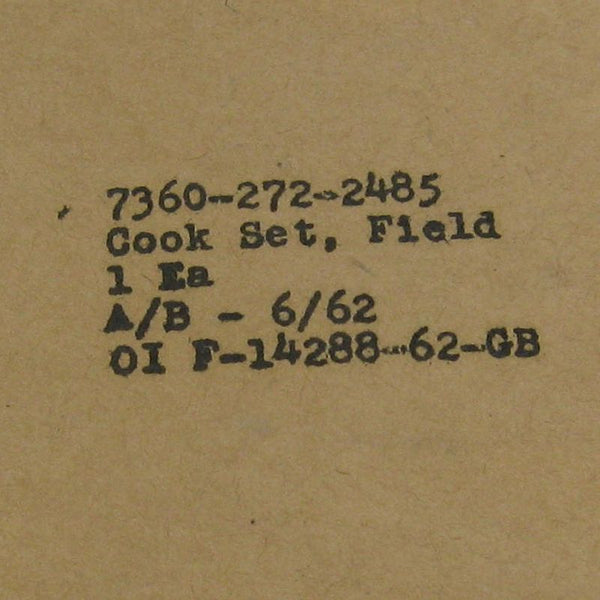 7360-272-2485
Cook Set, Field
1 Ea
A/B - 6/62
OI F-14288-62-GB